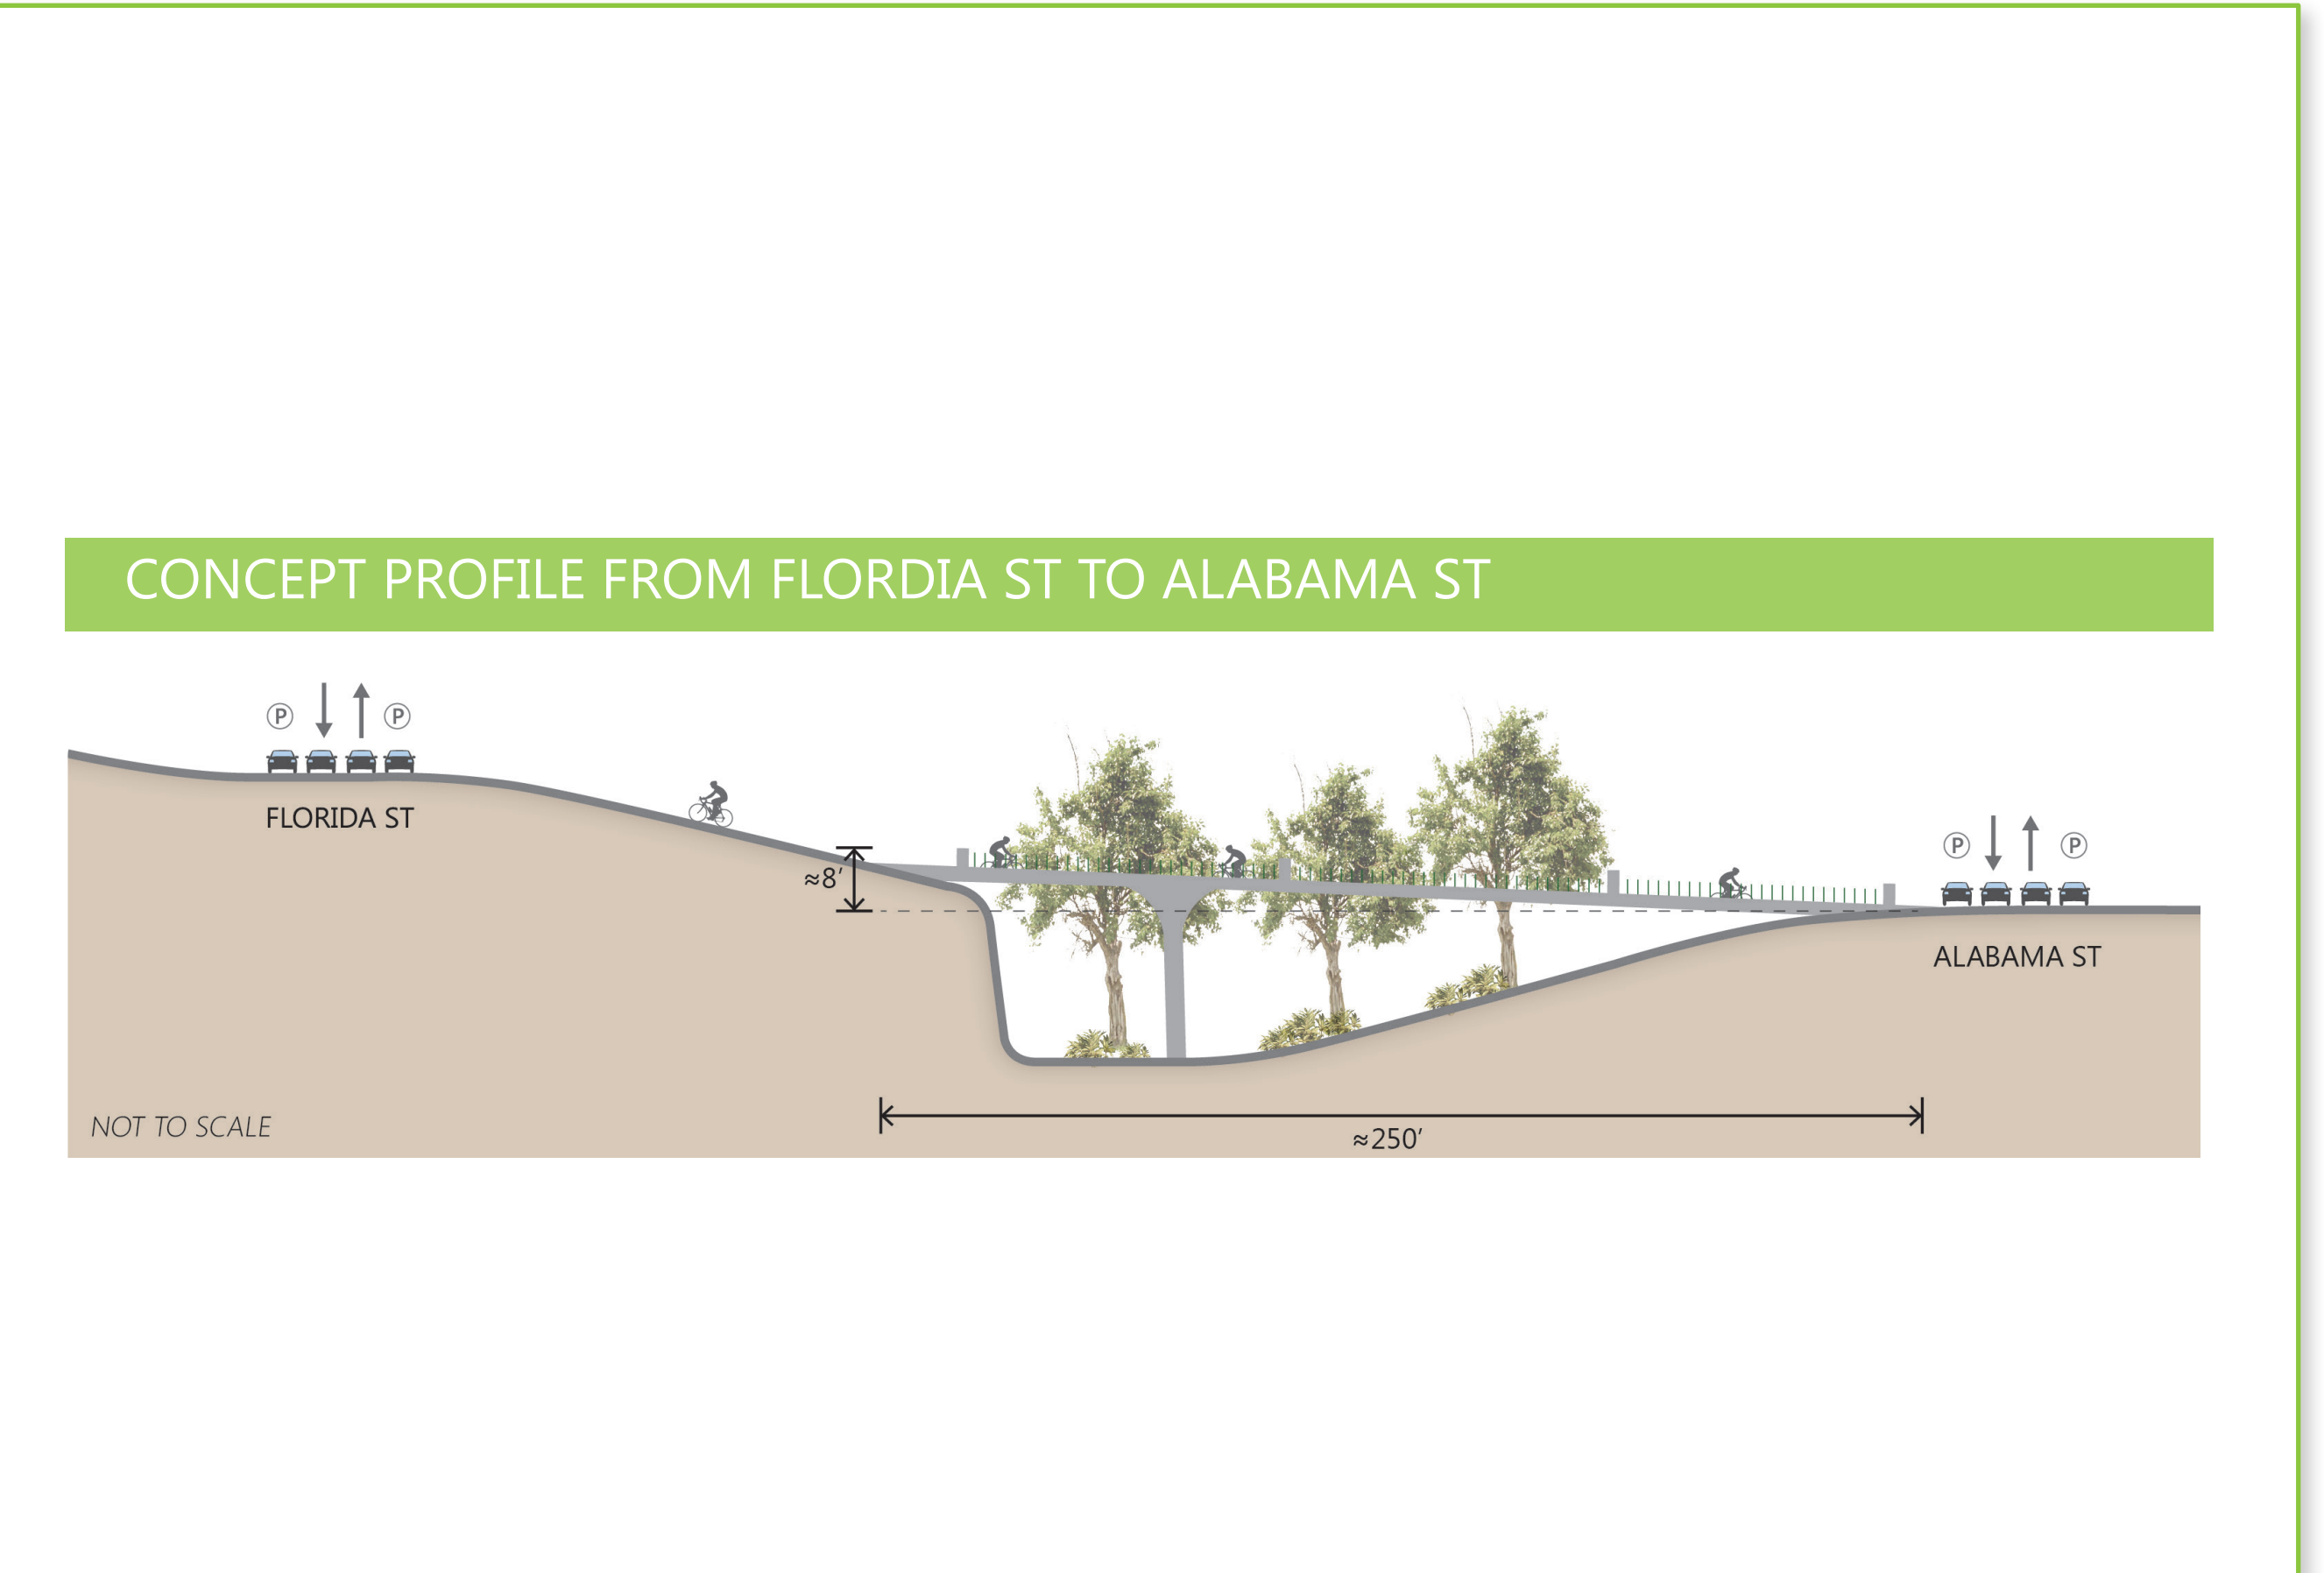 CONCEPT PROFILE FROM FLORDIA ST TO ALABAMA ST
P P
FLORIDA ST
≈8'
P P
ALABAMA ST
NOT TO SCALE
≈250'